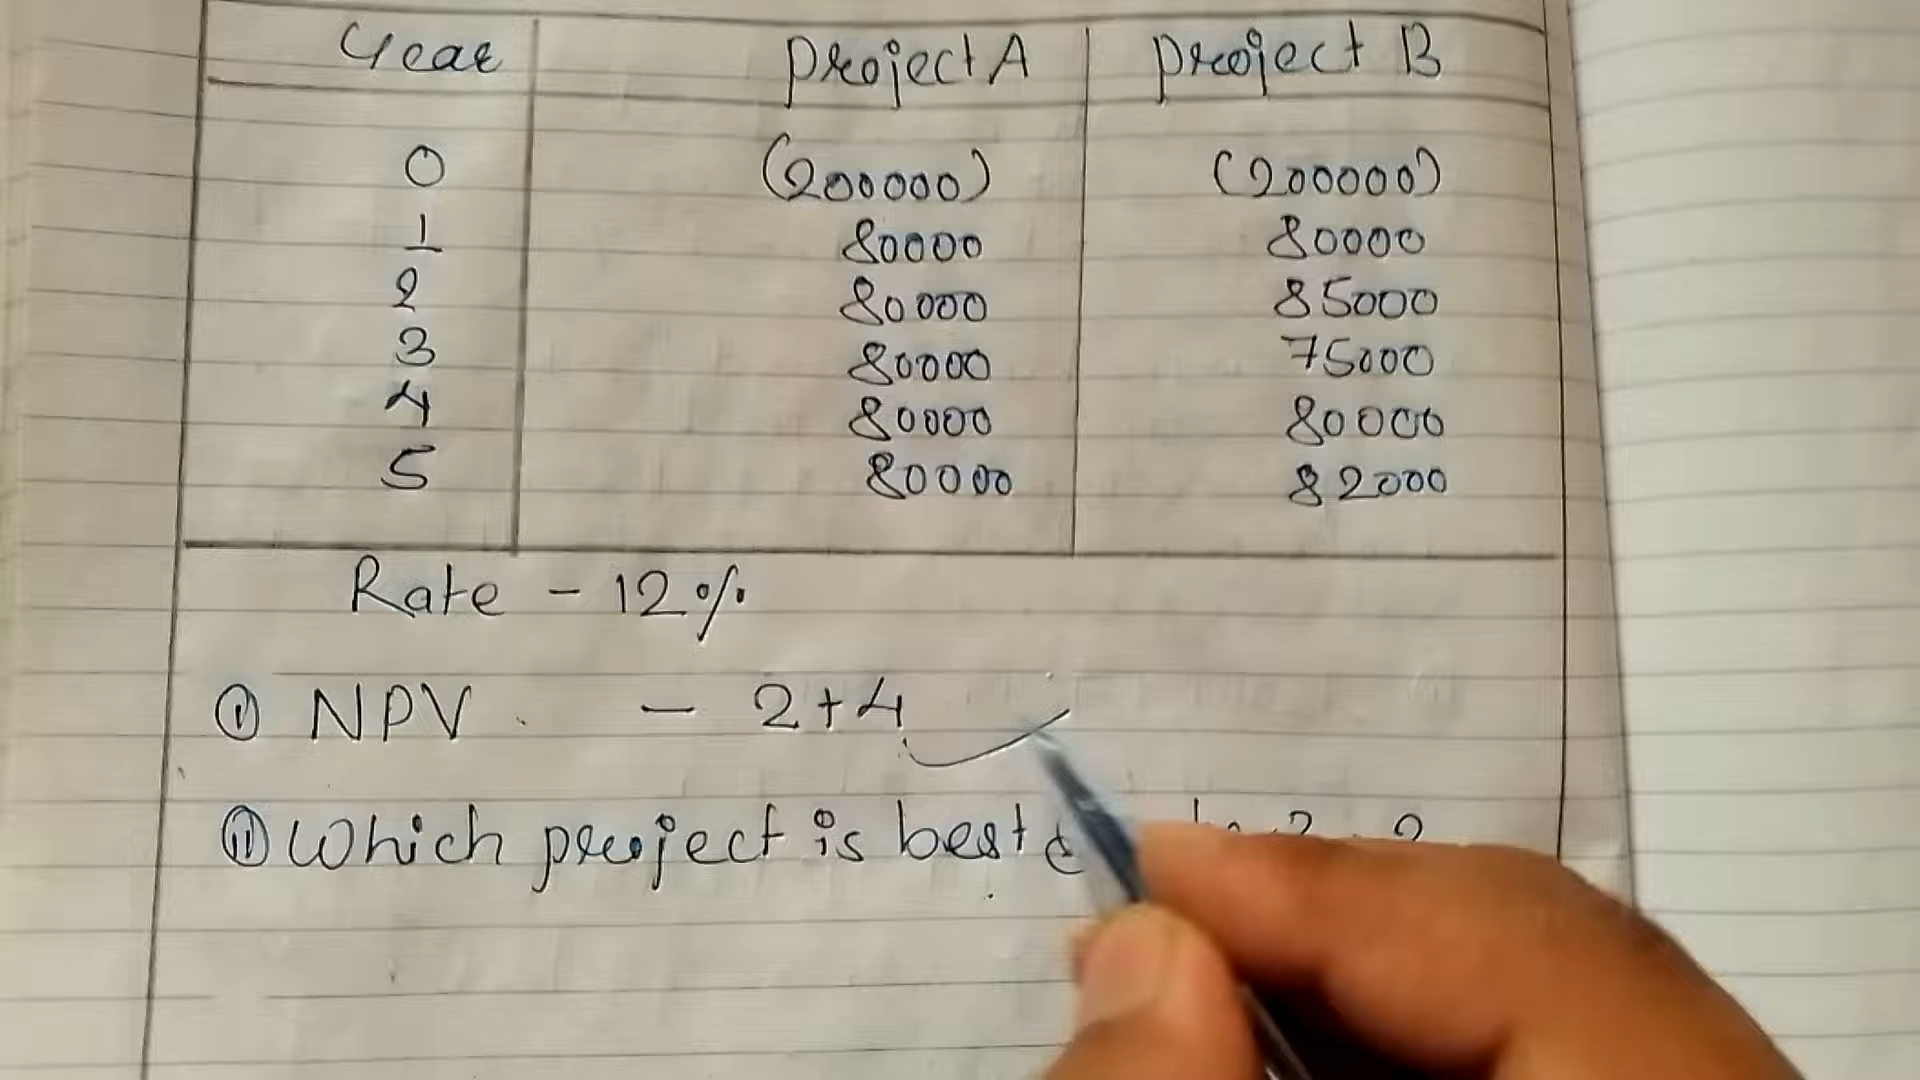 Year Project A Project B
0 (200000) (200000)
1 80000 80000
2 80000 85000
3 80000 75000
4 80000 80000
5 80000 82000
Rate - 12%
(i) NPV - 2+4
(ii) Which project is best